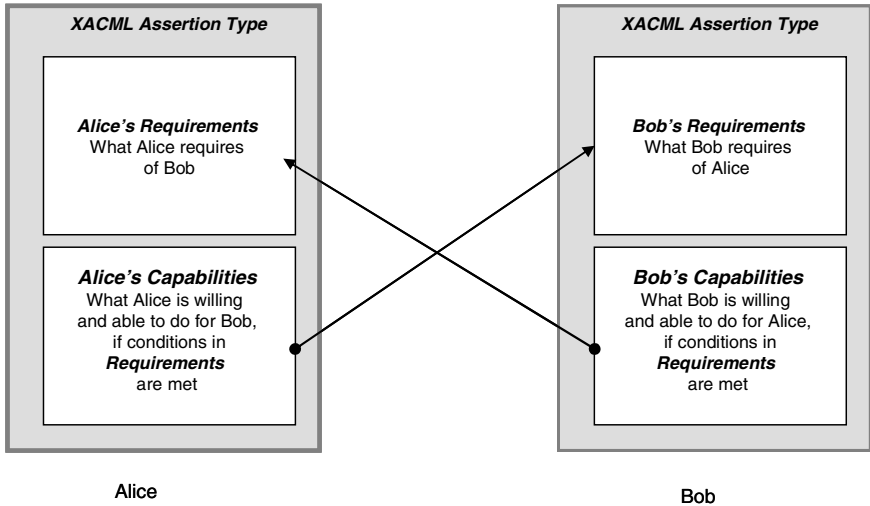 XACML Assertion Type
Alice's Requirements
What Alice requires
of Bob
Alice's Capabilities
What Alice is willing
and able to do for Bob,
if conditions in
Requirements
are met
Alice
XACML Assertion Type
Bob's Requirements
What Bob requires
of Alice
Bob's Capabilities
What Bob is willing
and able to do for Alice,
if conditions in
Requirements
are met
Bob